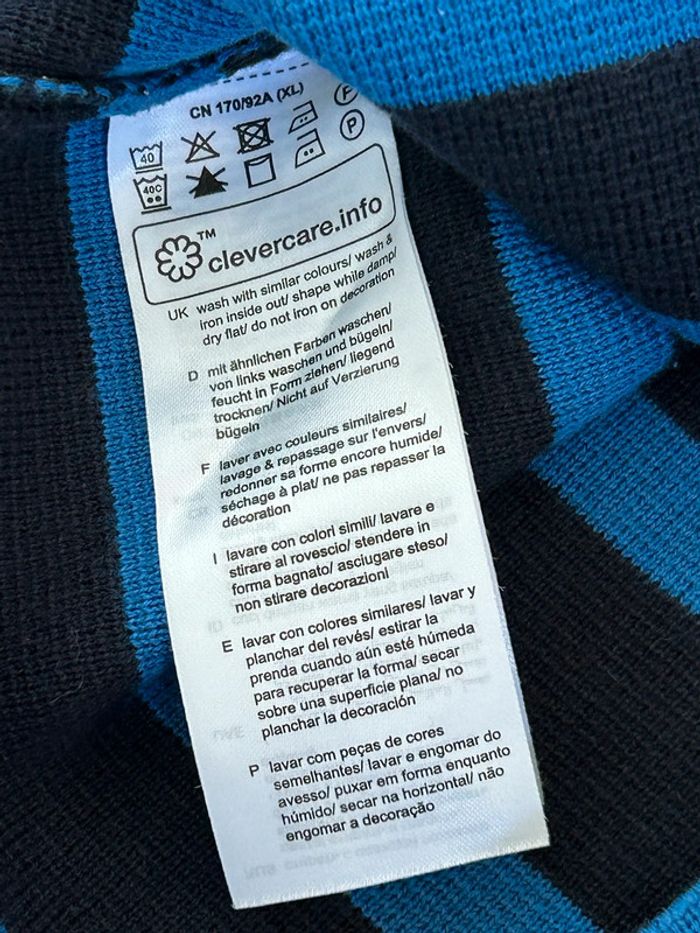 CN 170/92A (XL)
40 P
40C P
TM clevercare.info
UK wash with similar colours/ wash &
iron inside out/ shape while damp/
dry flat/ do not iron on decoration
D mit ähnlichen Farben waschen/
von links waschen und bügeln/
feucht in Form ziehen/ liegend
trocknen/ Nicht auf Verzierung
bügeln
F laver avec couleurs similaires/
lavage & repassage sur l'envers/
redonner sa forme encore humide/
séchage à plat/ ne pas repasser la
décoration
I lavare con colori simili/ lavare e
stirare al rovescio/ stendere in
forma bagnato/ asciugare steso/
non stirare decorazioni
E lavar con colores similares/ lavar y
planchar del revés/ estirar la
prenda cuando aún esté húmeda
para recuperar la forma/ secar
sobre una superficie plana/ no
planchar la decoración
P lavar com peças de cores
semelhantes/ lavar e engomar do
avesso/ puxar em forma enquanto
húmido/ secar na horizontal/ não
engomar a decoração